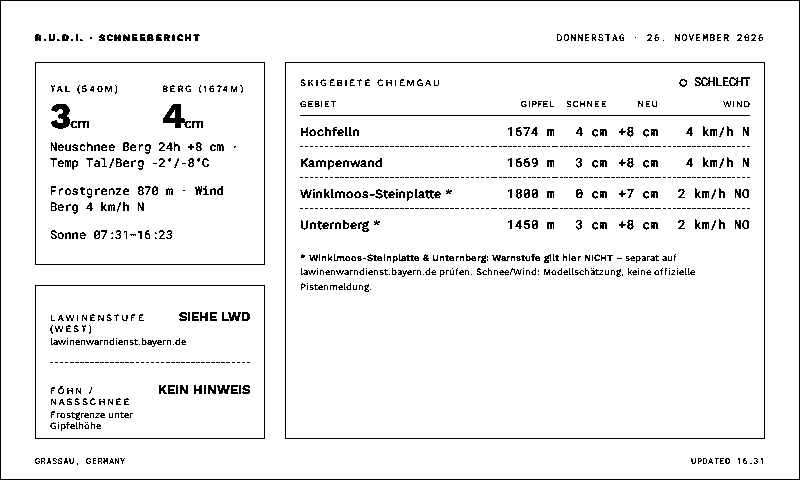 R.U.D.I. · SCHNEEBERICHT
DONNERSTAG · 26. NOVEMBER 2026
TAL (540M)
3cm
BERG (1674M)
4cm
Neuschnee Berg 24h +8 cm ·
Temp Tal/Berg -2°/-8°C
Frostgrenze 870 m · Wind
Berg 4 km/h N
Sonne 07:31–16:23
LAWINENSTUFE (WEST) SIEHE LWD
lawinenwarndienst.bayern.de
FÖHN / NASSSCHNEE KEIN HINWEIS
Frostgrenze unter
Gipfelhöhe
SKIGEBIETE CHIEMGAU
SCHLECHT
GEBIET GIPFEL SCHNEE NEU WIND
Hochfelln 1674 m 4 cm +8 cm 4 km/h N
Kampenwand 1669 m 3 cm +8 cm 4 km/h N
Winklmoos-Steinplatte * 1800 m 0 cm +7 cm 2 km/h NO
Unternberg * 1450 m 3 cm +8 cm 2 km/h NO
* Winklmoos-Steinplatte & Unternberg: Warnstufe gilt hier NICHT – separat auf
lawinenwarndienst.bayern.de prüfen. Schnee/Wind: Modellschätzung, keine offizielle
Pistenmeldung.
GRASSAU, GERMANY
UPDATED 16.31